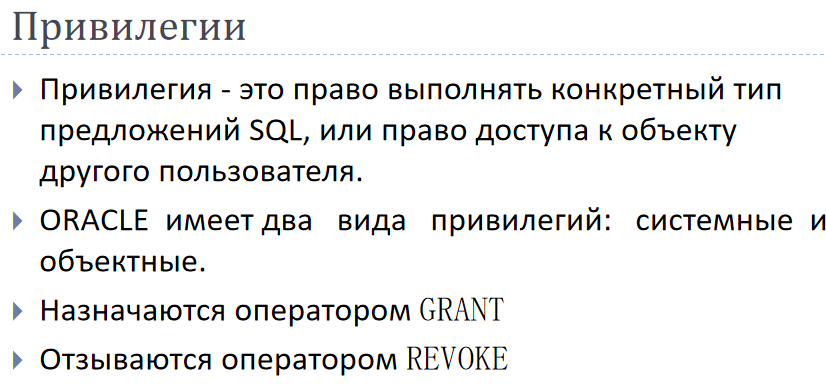 Привилегии
Привилегия - это право выполнять конкретный тип
предложений SQL, или право доступа к объекту
другого пользователя.
ORACLE имеет два вида привилегий: системные и
объектные.
Назначаются оператором GRANT
Отзываются оператором REVOKE